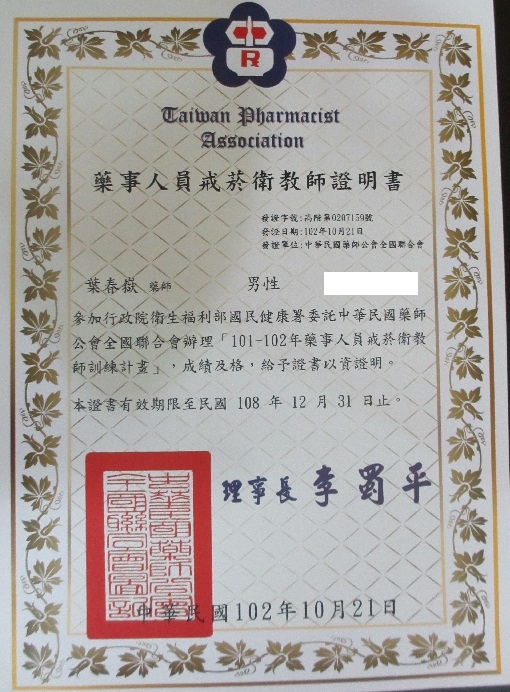 中
R
Taiwan Pharmacist
Association
藥事人員戒菸衛教師證明書
發證字號:高階第0207159號
發證日期:102年10月21日
發證單位:中華民國藥師公會全國聯合會
葉春嶽 藥師 男性
參加行政院衛生福利部國民健康署委託中華民國藥師
公會全國聯合會辦理「101-102年藥事人員戒菸衛教
師訓練計畫」,成績及格,給予證書以資證明。
本證書有效期限至民國 108 年 12 月 31 日止。
理事長 李蜀平
中華民國102年10月21日